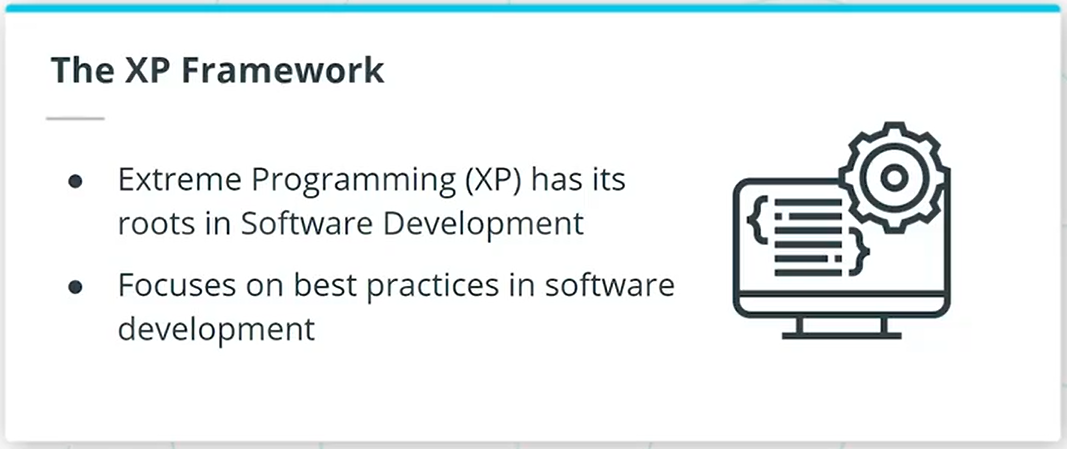 The XP Framework
● Extreme Programming (XP) has its
roots in Software Development
● Focuses on best practices in software
development